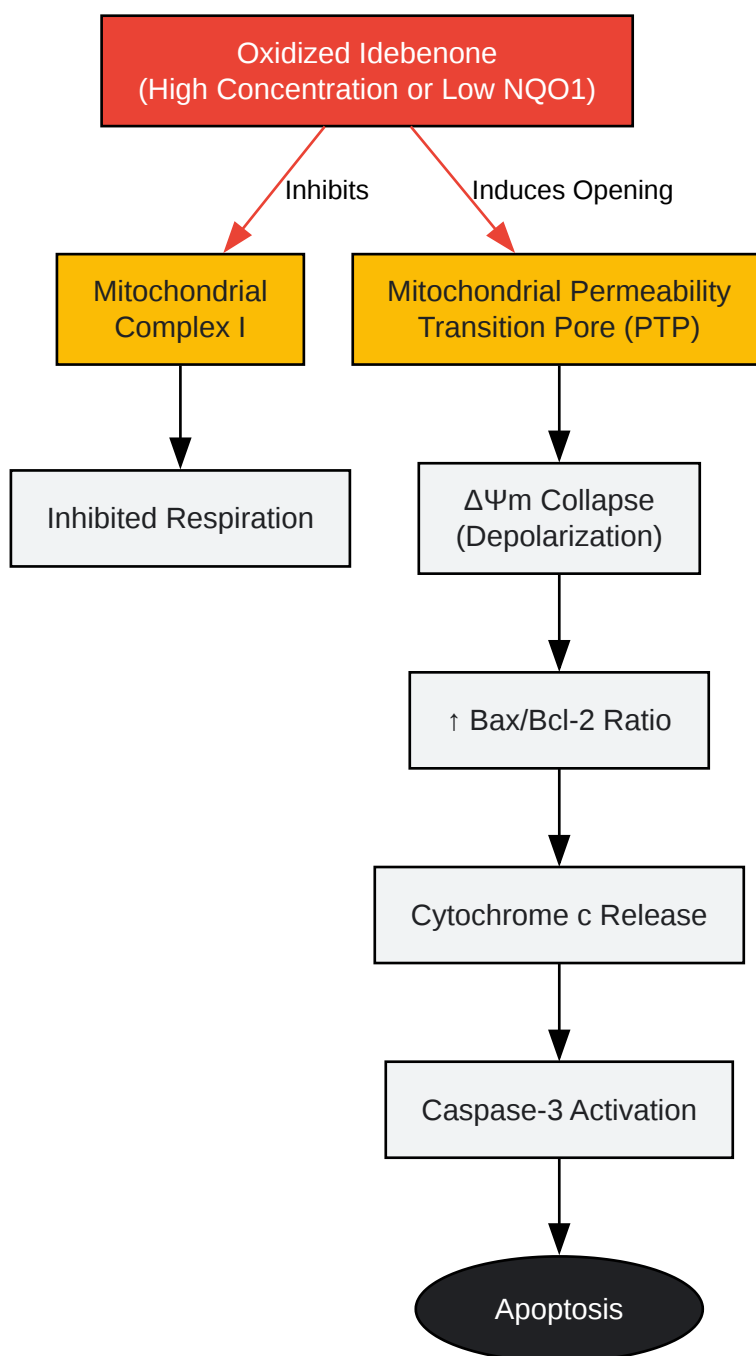 Oxidized Idebenone
(High Concentration or Low NQO1)
Inhibits
Induces Opening
Mitochondrial
Complex I
Mitochondrial Permeability
Transition Pore (PTP)
Inhibited Respiration
ΔΨm Collapse
(Depolarization)
↑ Bax/Bcl-2 Ratio
Cytochrome c Release
Caspase-3 Activation
Apoptosis